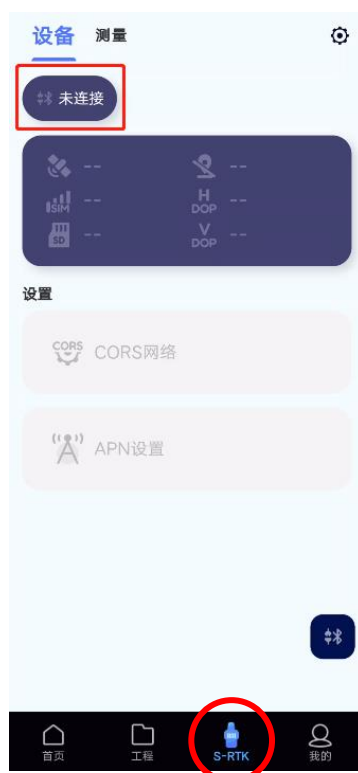 设备 测量
未连接
-- --
SIM -- H DOP --
SD -- V DOP --
设置
CORS CORS网络
APN设置
首页 工程 S-RTK 我的